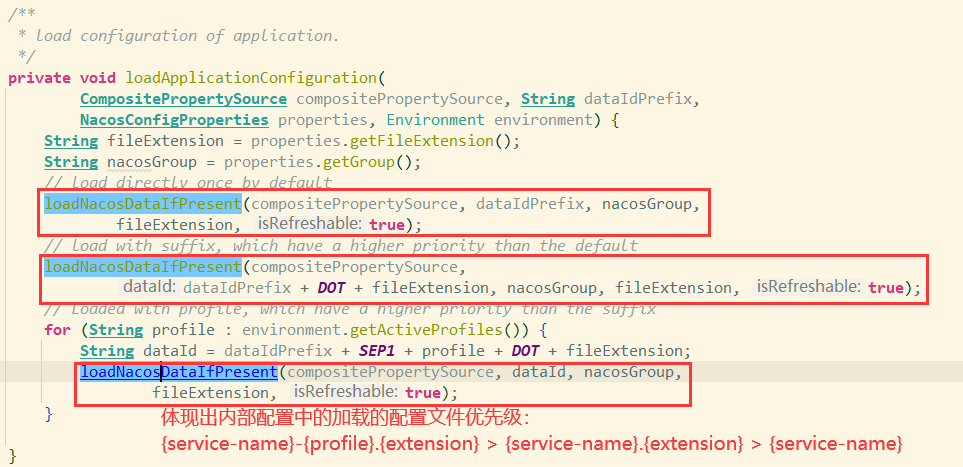 /**
 * load configuration of application.
 */
private void loadApplicationConfiguration(
CompositePropertySource compositePropertySource, String dataIdPrefix,
NacosConfigProperties properties, Environment environment) {
String fileExtension = properties.getFileExtension();
String nacosGroup = properties.getGroup();
// load directly once by default
loadNacosDataIfPresent(compositePropertySource, dataIdPrefix, nacosGroup,
fileExtension, isRefreshable: true);
// load with suffix, which have a higher priority than the default
loadNacosDataIfPresent(compositePropertySource,
dataId: dataIdPrefix + DOT + fileExtension, nacosGroup, fileExtension, isRefreshable: true);
// Loaded with profile, which have a higher priority than the suffix
for (String profile : environment.getActiveProfiles()) {
String dataId = dataIdPrefix + SEP1 + profile + DOT + fileExtension;
loadNacosDataIfPresent(compositePropertySource, dataId, nacosGroup,
fileExtension, isRefreshable: true);
}
体现出内部配置中的加载的配置文件优先级：
{service-name}-{profile}.{extension} > {service-name}.{extension} > {service-name}
}